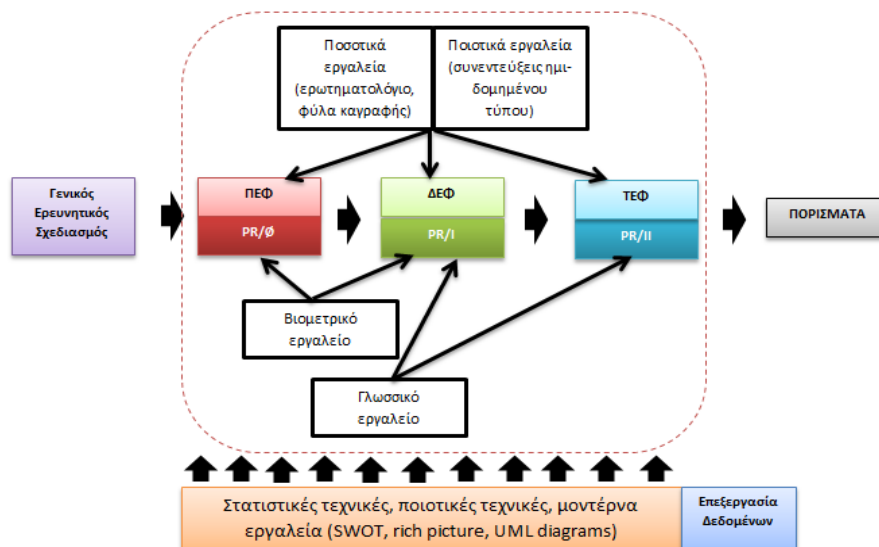 Ποσοτικά
εργαλεία
(ερωτηματολόγιο,
φύλα καγραφής)
Ποιοτικά εργαλεία
(συνεντεύξεις ημι-
δομημένου
τύπου)
Γενικός
Ερευνητικός
Σχεδιασμός
ΠΕΦ
PR/Ø
ΔΕΦ
PR/I
ΤΕΦ
PR/II
ΠΟΡΙΣΜΑΤΑ
Βιομετρικό
εργαλείο
Γλωσσικό
εργαλείο
Στατιστικές τεχνικές, ποιοτικές τεχνικές, μοντέρνα
εργαλεία (SWOT, rich picture, UML diagrams)
Επεξεργασία
Δεδομένων